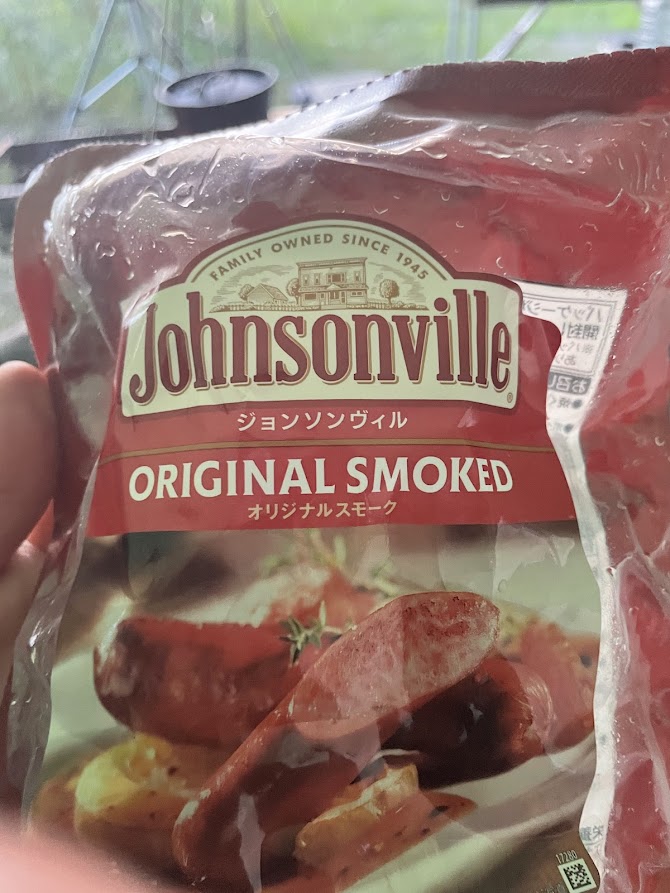 FAMILY OWNED SINCE 1945
Johnsonville®
ジョンソンヴィル
ORIGINAL SMOKED
オリジナルスモーク
17280